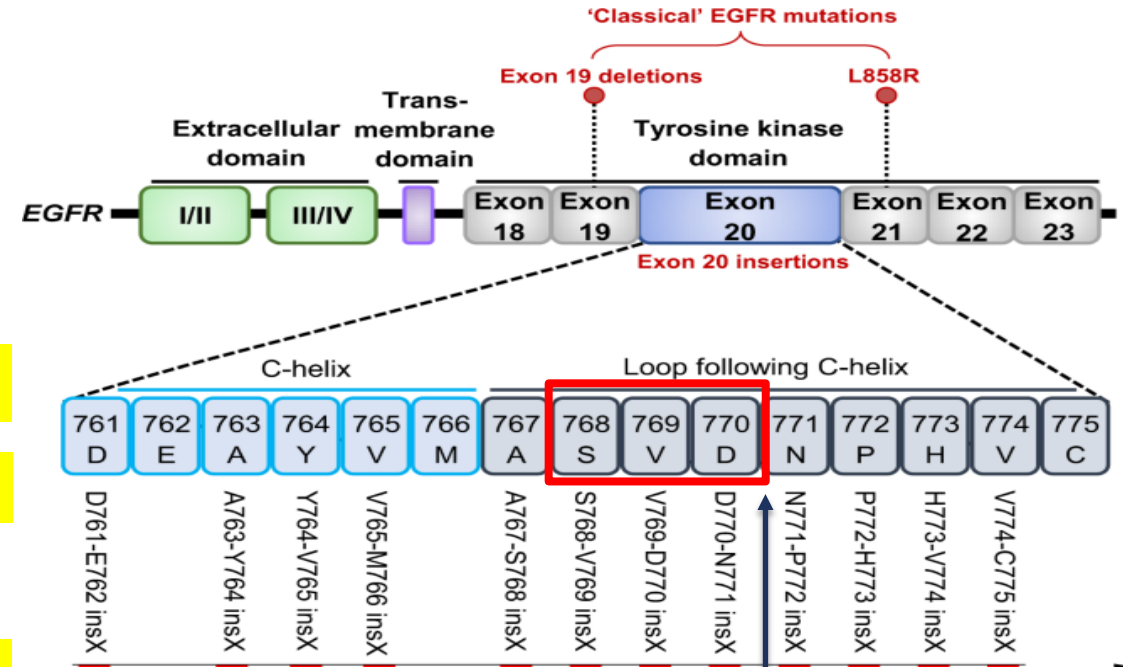 ‘Classical’ EGFR mutations
Exon 19 deletions
L858R
Extracellular
domain
Trans-
membrane
domain
Tyrosine kinase
domain
EGFR
I/II
III/IV
Exon
18
Exon
19
Exon
20
Exon
21
Exon
22
Exon
23
Exon 20 insertions
C-helix
Loop following C-helix
761 762 763 764 765 766 767 768 769 770 771 772 773 774 775
D E A Y V M A S V D N P H V C
D761-E762 insX
A763-Y764 insX
Y764-V765 insX
V765-M766 insX
A767-S768 insX
S768-V769 insX
V769-D770 insX
D770-N771 insX
N771-P772 insX
P772-H773 insX
H773-V774 insX
V774-C775 insX